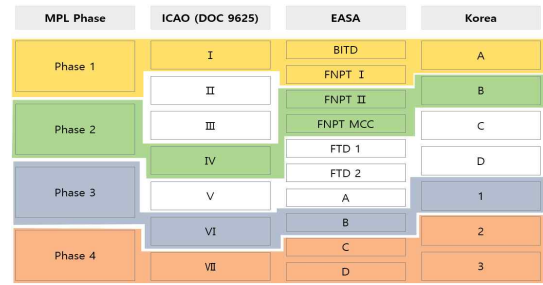 MPL Phase ICAO (DOC 9625) EASA Korea
Phase 1
Phase 2
Phase 3
Phase 4
Ⅰ
Ⅱ
Ⅲ
Ⅳ
Ⅴ
Ⅵ
Ⅶ
BITD
FNPT Ⅰ
FNPT Ⅱ
FNPT MCC
FTD 1
FTD 2
A
B
C
D
A
B
C
D
1
2
3